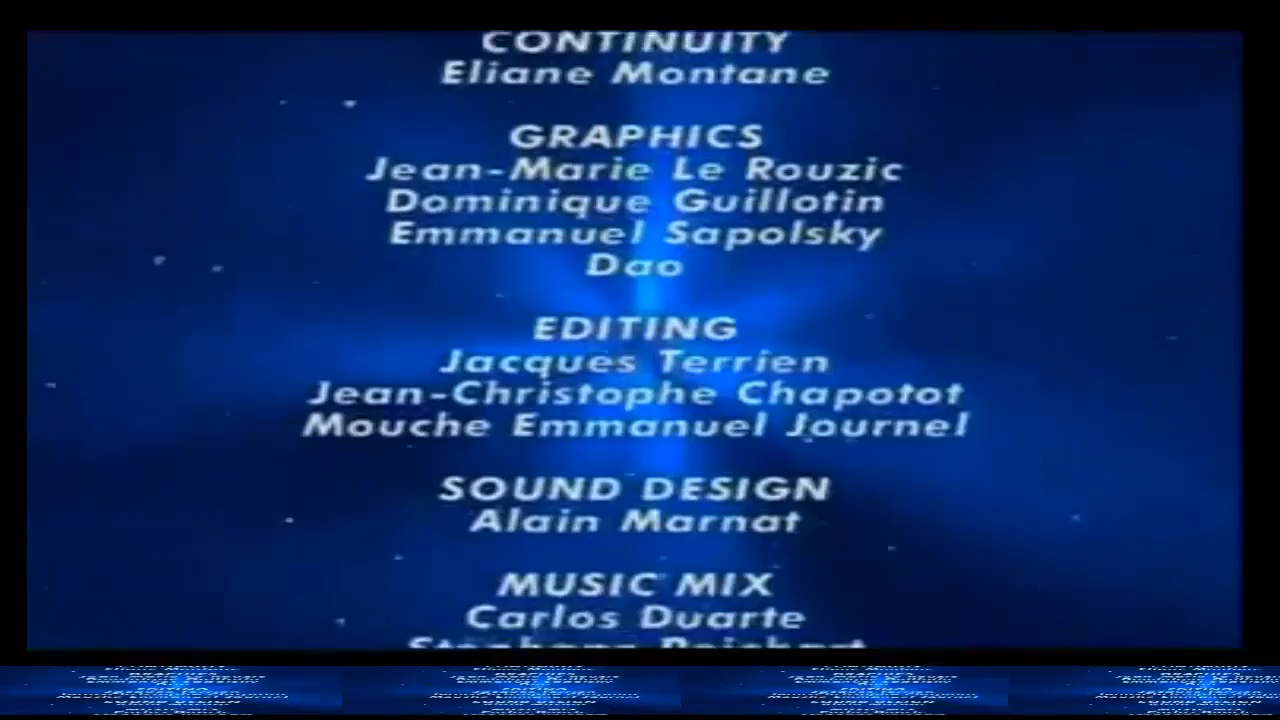 CONTINUITY
Eliane Montane
GRAPHICS
Jean-Marie Le Rouzic
Dominique Guillotin
Emmanuel Sapolsky
Dao
EDITING
Jacques Terrien
Jean-Christophe Chapotot
Mouche Emmanuel Journel
SOUND DESIGN
Alain Marnat
MUSIC MIX
Carlos Duarte